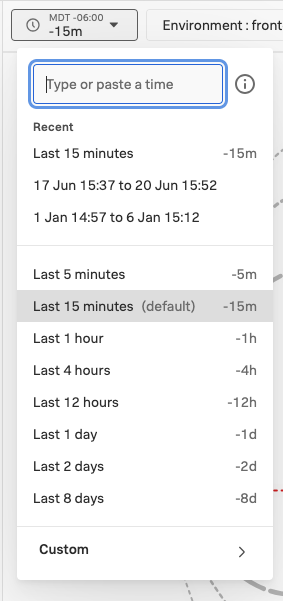 MDT -06:00
-15m
Environment : front
Type or paste a time
Recent
Last 15 minutes -15m
17 Jun 15:37 to 20 Jun 15:52
1 Jan 14:57 to 6 Jan 15:12
Last 5 minutes -5m
Last 15 minutes (default) -15m
Last 1 hour -1h
Last 4 hours -4h
Last 12 hours -12h
Last 1 day -1d
Last 2 days -2d
Last 8 days -8d
Custom